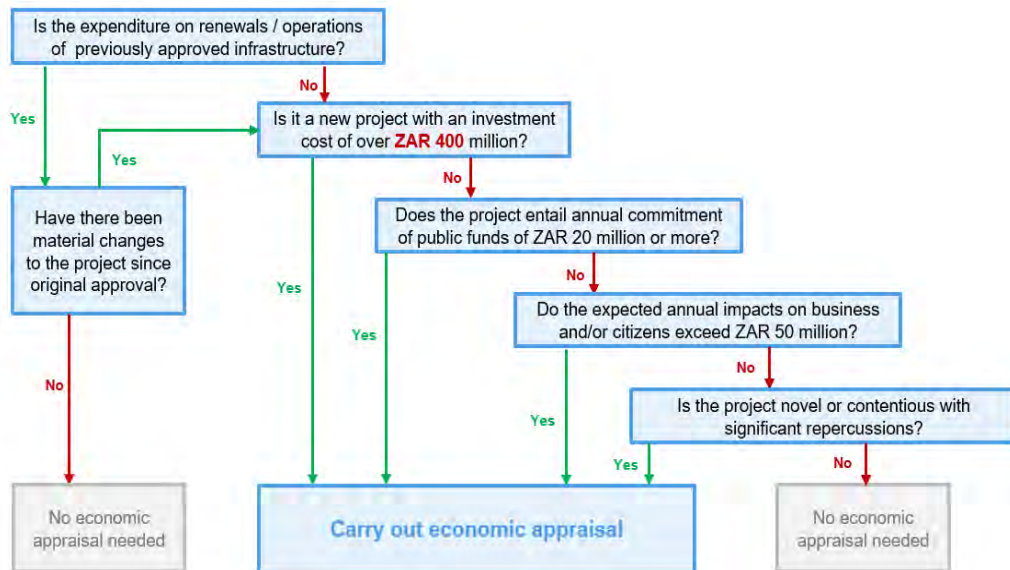 Is the expenditure on renewals / operations
of previously approved infrastructure?
No
Yes
Is it a new project with an investment
cost of over ZAR 400 million?
Yes
No
Have there been
material changes
to the project since
original approval?
Does the project entail annual commitment
of public funds of ZAR 20 million or more?
Yes
No
Yes
Do the expected annual impacts on business
and/or citizens exceed ZAR 50 million?
No
No
Is the project novel or contentious with
significant repercussions?
Yes
Yes
No
No economic
appraisal needed
Carry out economic appraisal
No economic
appraisal needed